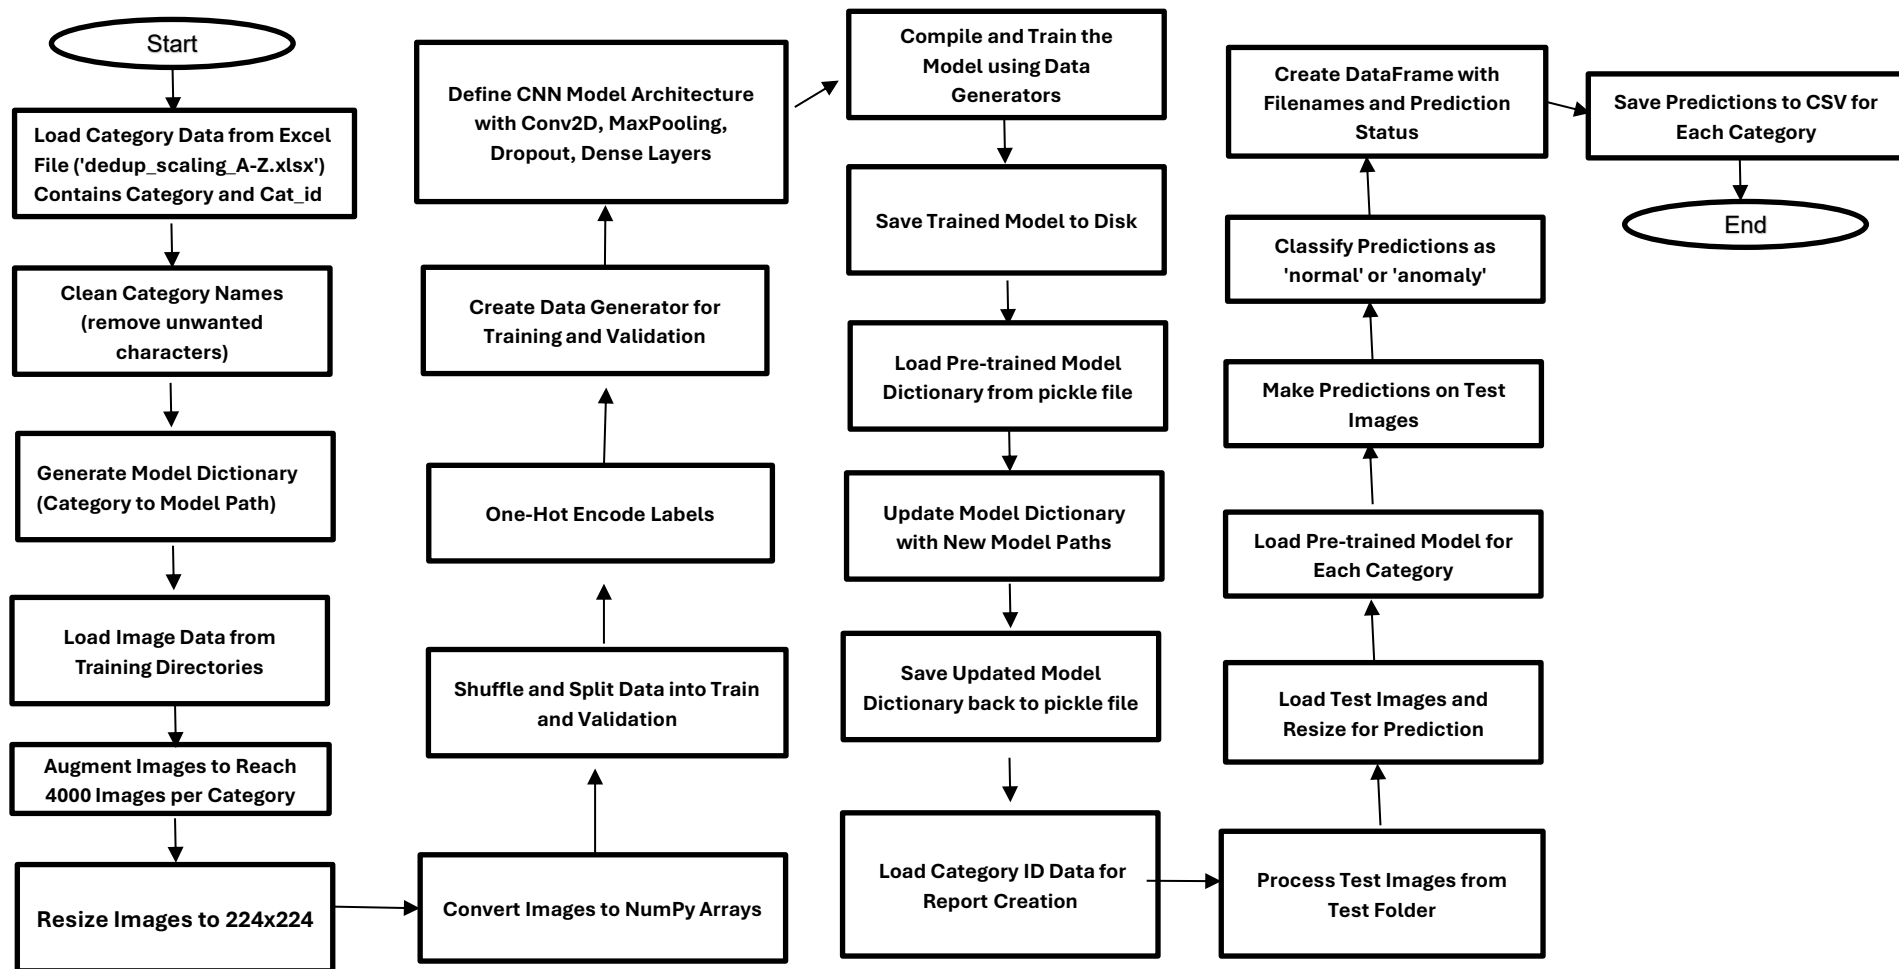 Start
Load Category Data from Excel
File ('dedup_scaling_A-Z.xlsx')
Contains Category and Cat_id
Clean Category Names
(remove unwanted
characters)
Generate Model Dictionary
(Category to Model Path)
Load Image Data from
Training Directories
Augment Images to Reach
4000 Images per Category
Resize Images to 224x224
Convert Images to NumPy Arrays
Shuffle and Split Data into Train
and Validation
One-Hot Encode Labels
Create Data Generator for
Training and Validation
Define CNN Model Architecture
with Conv2D, MaxPooling,
Dropout, Dense Layers
Compile and Train the
Model using Data
Generators
Save Trained Model to Disk
Load Pre-trained Model
Dictionary from pickle file
Update Model Dictionary
with New Model Paths
Save Updated Model
Dictionary back to pickle file
Load Category ID Data for
Report Creation
Process Test Images from
Test Folder
Load Test Images and
Resize for Prediction
Load Pre-trained Model for
Each Category
Make Predictions on Test
Images
Classify Predictions as
'normal' or 'anomaly'
Create DataFrame with
Filenames and Prediction
Status
Save Predictions to CSV for
Each Category
End